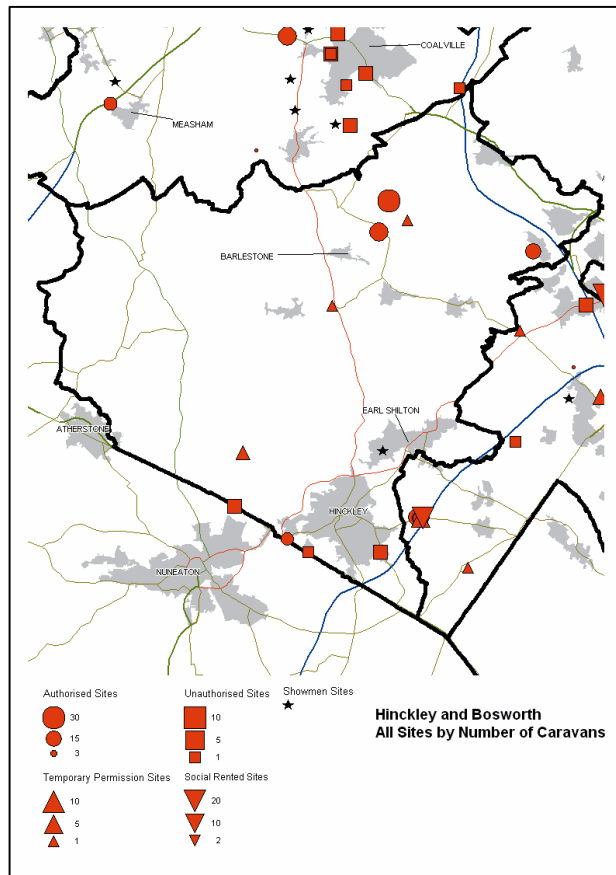 COALVILLE
MEASHAM
BARLESTONE
EARL SHILTON
ATHERSTONE
HINCKLEY
NUNEATON
Authorised Sites
30
15
3
Unauthorised Sites
10
5
1
Showmen Sites
Hinckley and Bosworth
All Sites by Number of Caravans
Temporary Permission Sites
10
5
1
Social Rented Sites
20
10
2